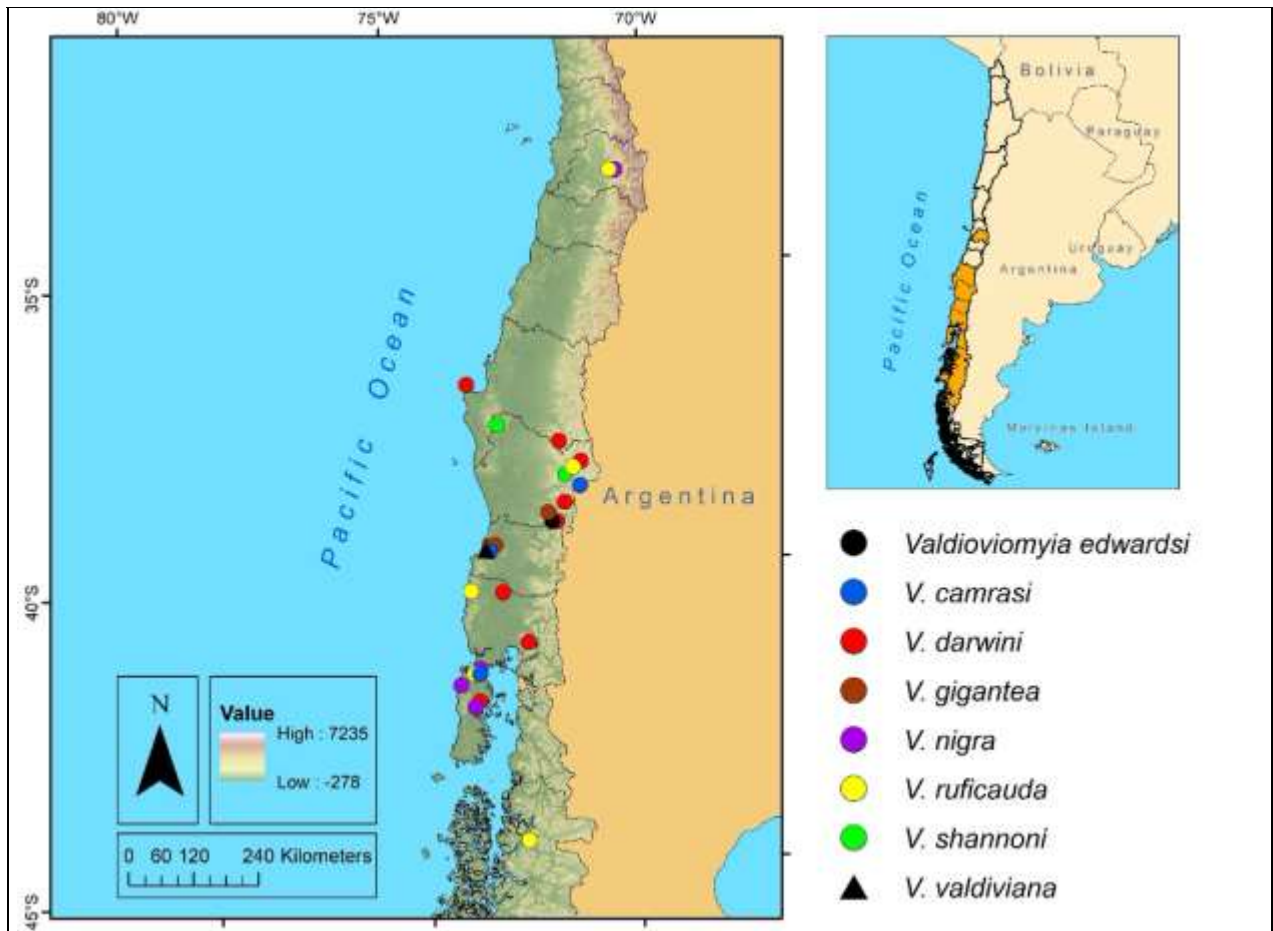 80°W
75°W
70°W
35°S
40°S
45°S
Pacific Ocean
Argentina
N
Value
High : 7235
Low : -278
0 60 120 240 Kilometers
Bolivia
Paraguay
Uruguay
Argentina
Pacific Ocean
Malvinas Island
Valdioviomyia edwardsi
V. camrasi
V. darwini
V. gigantea
V. nigra
V. ruficauda
V. shannoni
V. valdiviana